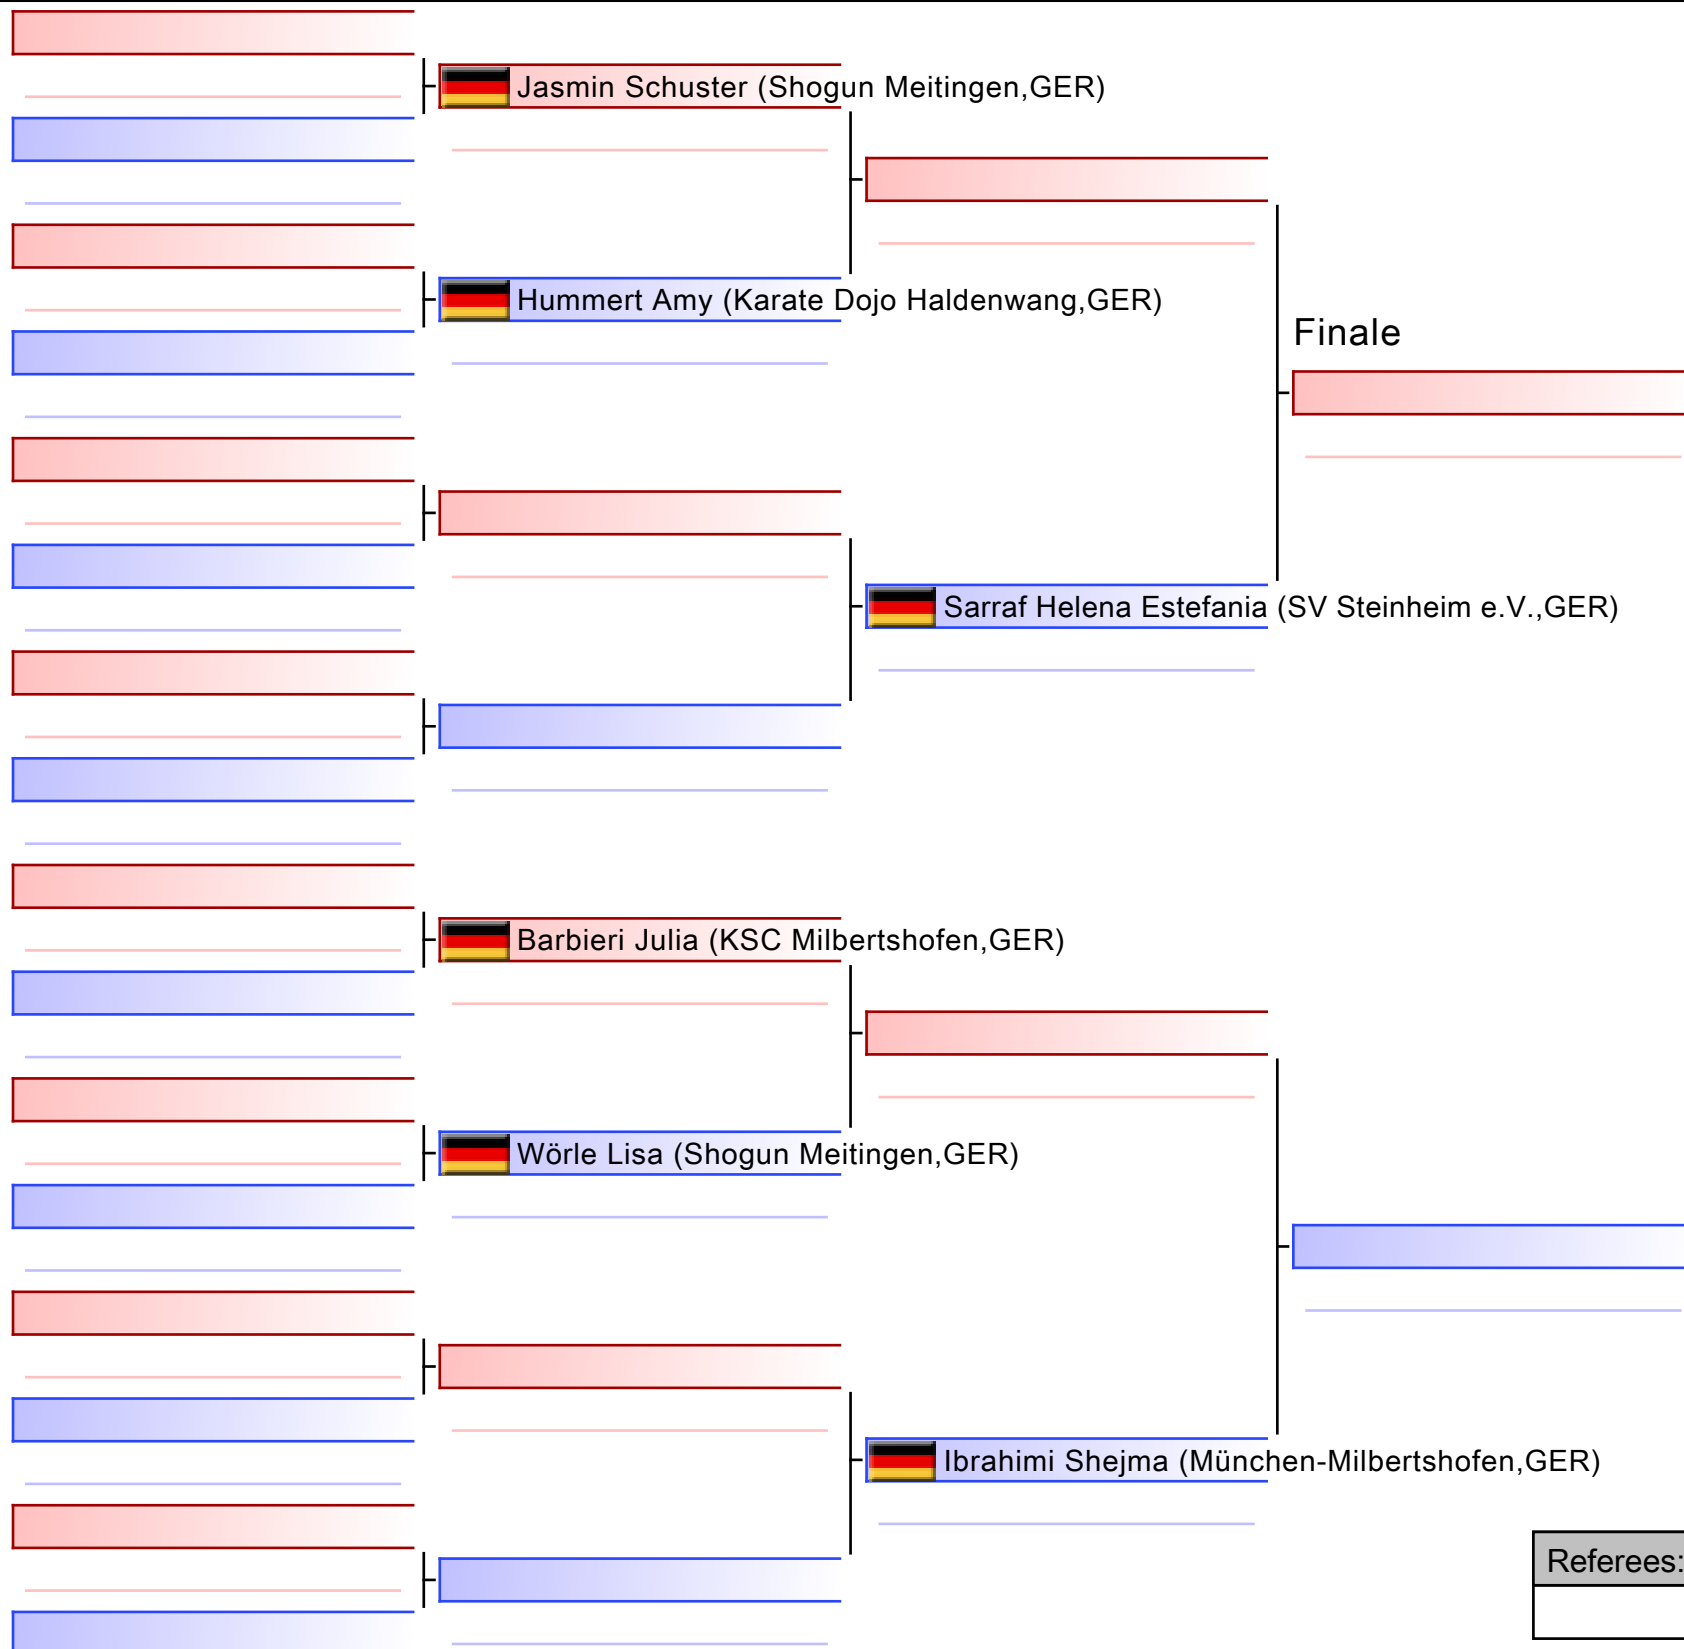 Jasmin Schuster (Shogun Meitingen,GER)
Hummert Amy (Karate Dojo Haldenwang,GER)
Finale
Sarraf Helena Estefania (SV Steinheim e.V.,GER)
Barbieri Julia (KSC Milbertshofen,GER)
Wörle Lisa (Shogun Meitingen,GER)
Ibrahimi Shejma (München-Milbertshofen,GER)
Referees: